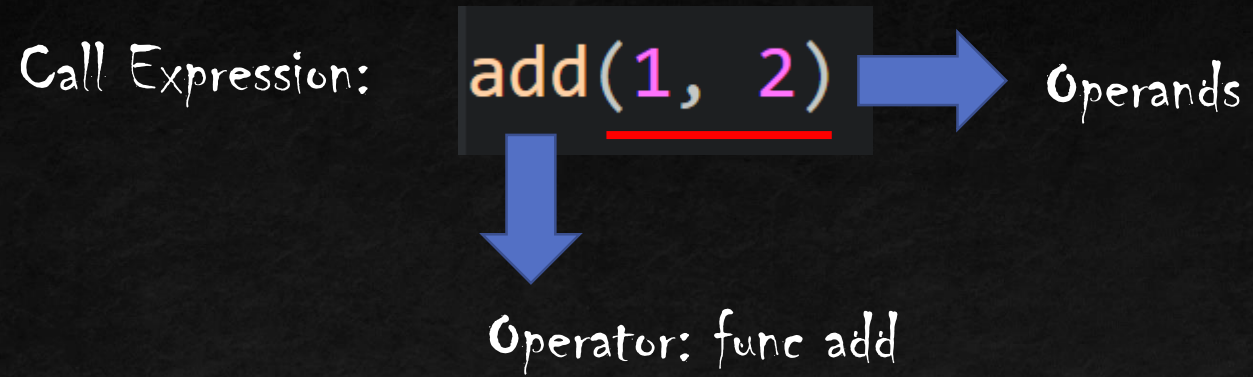 Call Expression: add(1, 2) Operands
Operator: func add